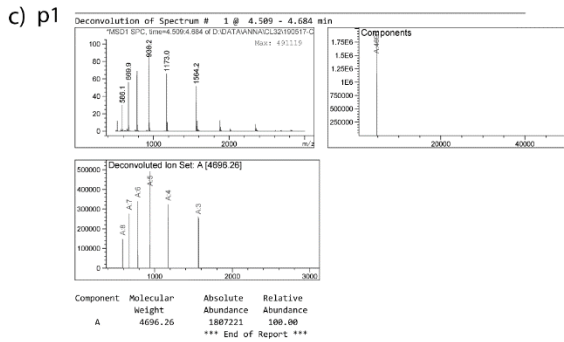 c) p1
Deconvolution of Spectrum # 1 @ 4.509 - 4.684 min
*MSD1 SPC, time=4.509:4.684 of D:\DATA\ANNA\CL32\190517-C
Max: 491119
100
80
60
40
20
0
586.1
669.9
939.2
1173.0
1564.2
1000
2000
m/z
Components
1.75E6
1.5E6
1.25E6
1E6
750000
500000
250000
A:469
20000
40000
Deconvoluted Ion Set: A [4696.26]
500000
400000
300000
200000
100000
0
A:8
A:7
A:6
A:5
A:4
A:3
1000
2000
3000
Component Molecular Absolute Relative
Weight Abundance Abundance
A 4696.26 1807221 100.00
*** End of Report ***